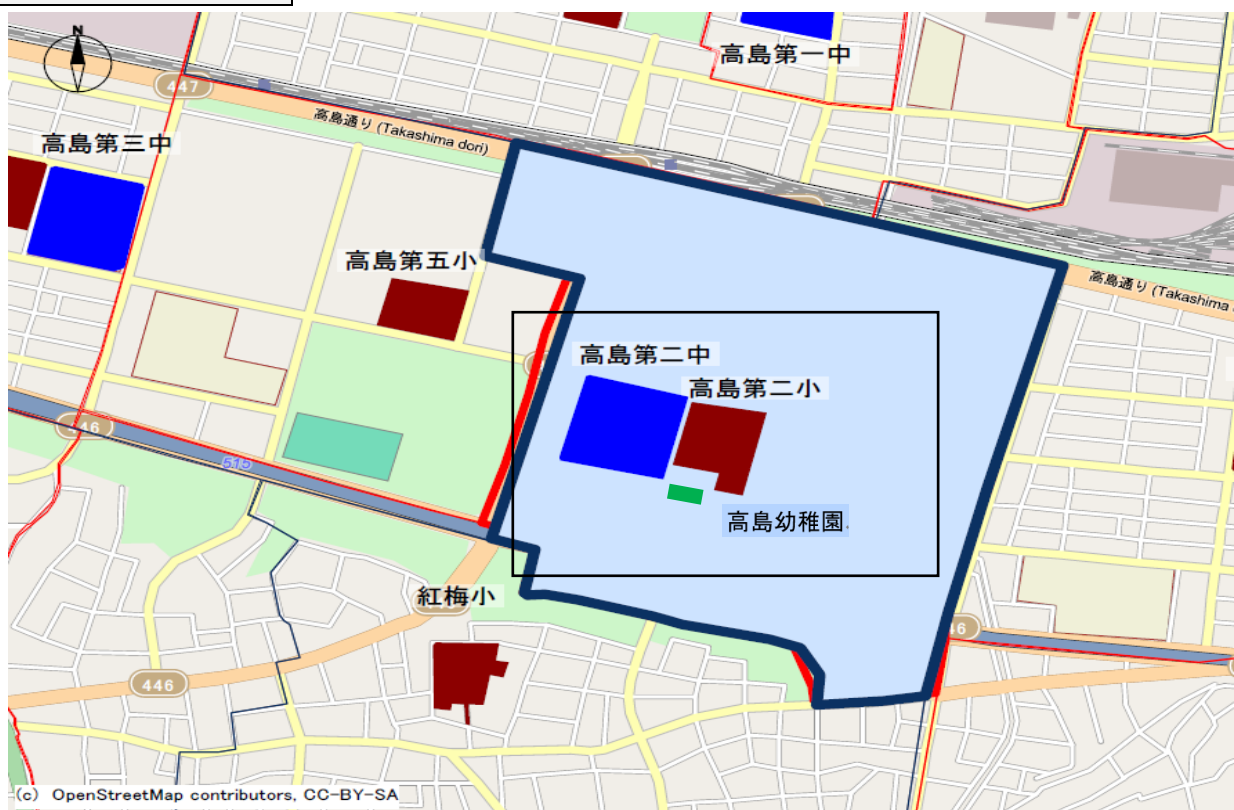 N
高島第一中
447
高島通り (Takashima dori)
高島第三中
高島第五小
高島通り (Takashima
高島第二中
高島第二小
446
515
高島幼稚園
紅梅小
46
446
(c) OpenStreetMap contributors, CC-BY-SA